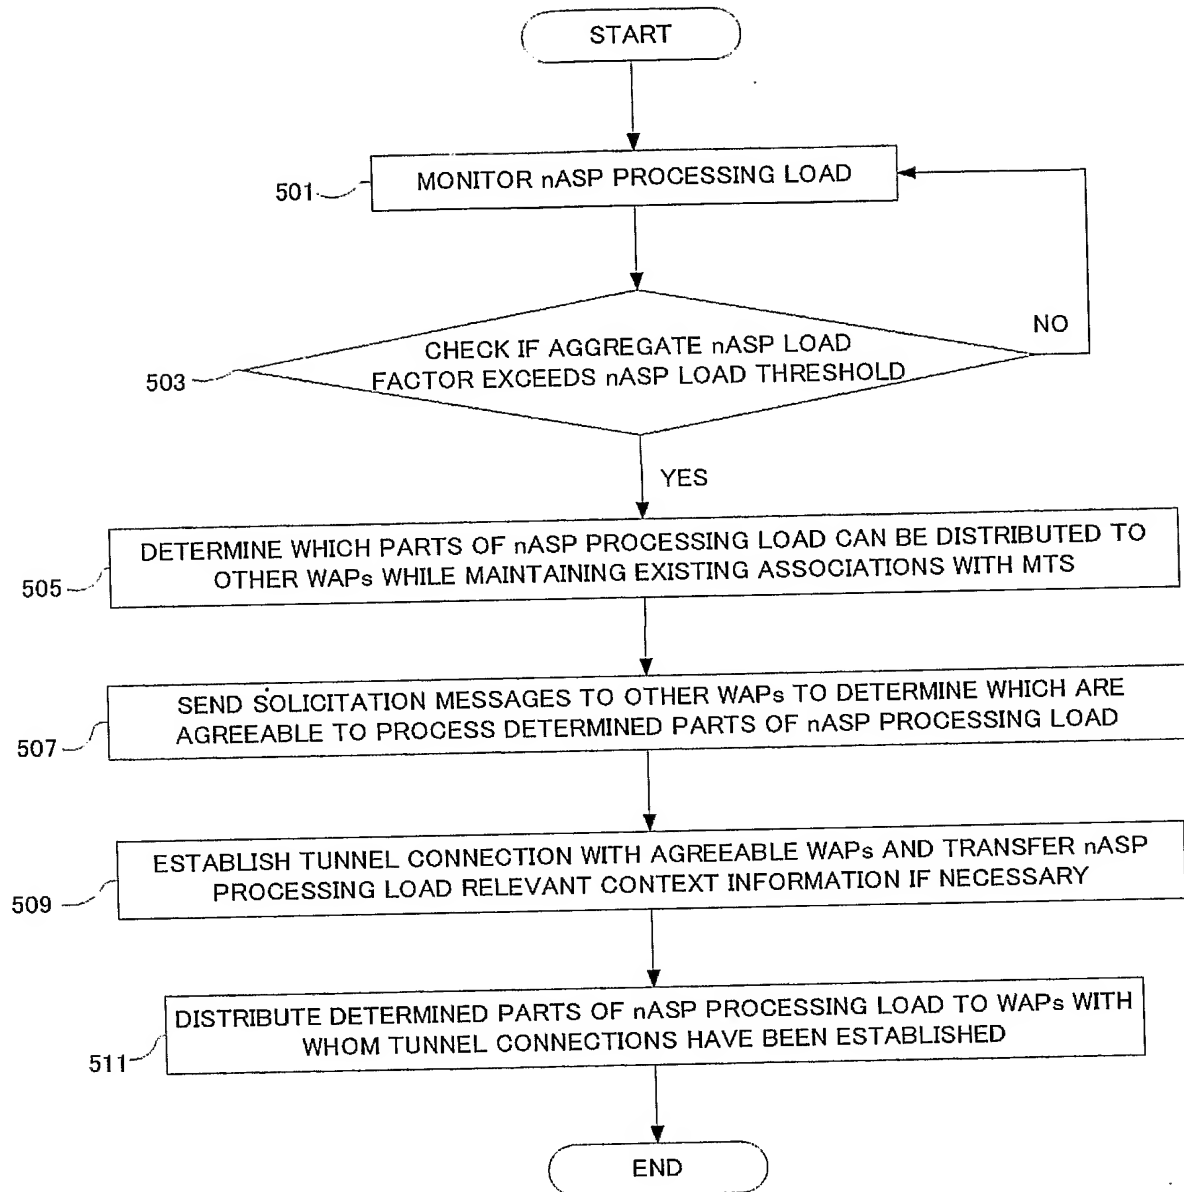 START
501
MONITOR nASP PROCESSING LOAD
NO
503
CHECK IF AGGREGATE nASP LOAD
FACTOR EXCEEDS nASP LOAD THRESHOLD
YES
505
DETERMINE WHICH PARTS OF nASP PROCESSING LOAD CAN BE DISTRIBUTED TO
OTHER WAPs WHILE MAINTAINING EXISTING ASSOCIATIONS WITH MTS
507
SEND SOLICITATION MESSAGES TO OTHER WAPs TO DETERMINE WHICH ARE
AGREEABLE TO PROCESS DETERMINED PARTS OF nASP PROCESSING LOAD
509
ESTABLISH TUNNEL CONNECTION WITH AGREEABLE WAPs AND TRANSFER nASP
PROCESSING LOAD RELEVANT CONTEXT INFORMATION IF NECESSARY
511
DISTRIBUTE DETERMINED PARTS OF nASP PROCESSING LOAD TO WAPs WITH
WHOM TUNNEL CONNECTIONS HAVE BEEN ESTABLISHED
END